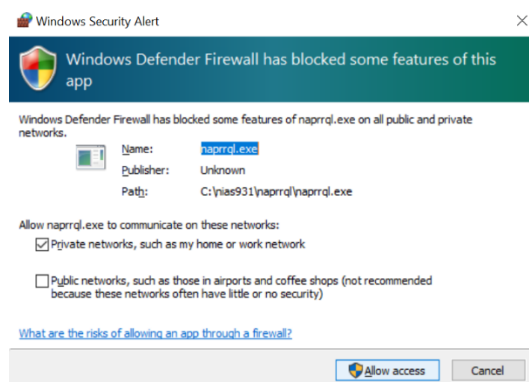 Windows Security Alert
Windows Defender Firewall has blocked some features of this
app
Windows Defender Firewall has blocked some features of naprrql.exe on all public and private
networks.
Name: naprrql.exe
Publisher: Unknown
Path: C:\nias931\naprrql\naprrql.exe
Allow naprrql.exe to communicate on these networks:
Private networks, such as my home or work network
Public networks, such as those in airports and coffee shops (not recommended
because these networks often have little or no security)
What are the risks of allowing an app through a firewall?
Allow access Cancel